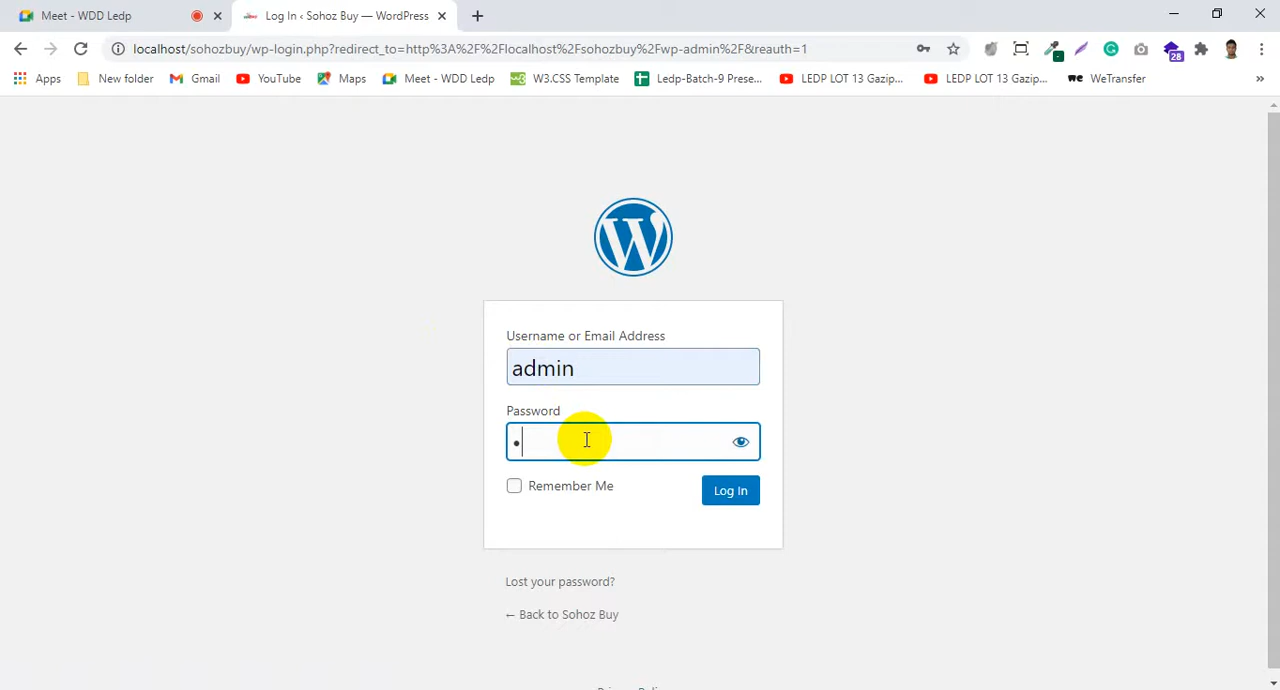 Meet - WDD Ledp
Log In ‹ Sohoz Buy — WordPress
localhost/sohozbuy/wp-login.php?redirect_to=http%3A%2F%2Flocalhost%2Fsohozbuy%2Fwp-admin%2F&reauth=1
28
Apps New folder Gmail YouTube Maps Meet - WDD Ledp W3.CSS Template Ledp-Batch-9 Prese... LEDP LOT 13 Gazip... LEDP LOT 13 Gazip... WeTransfer »
Username or Email Address
admin
Password
Remember Me
Log In
Lost your password?
← Back to Sohoz Buy